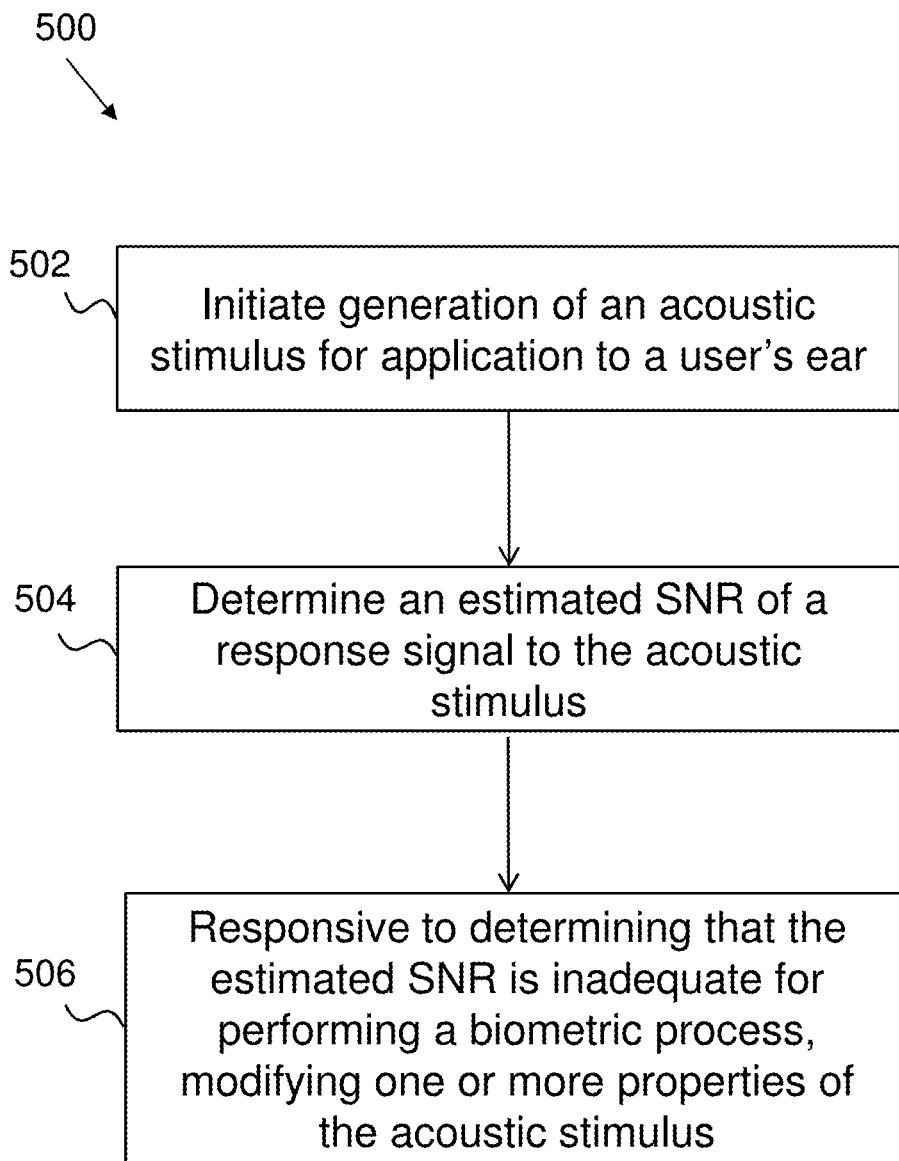 500
502
Initiate generation of an acoustic
stimulus for application to a user's ear
504
Determine an estimated SNR of a
response signal to the acoustic
stimulus
506
Responsive to determining that the
estimated SNR is inadequate for
performing a biometric process,
modifying one or more properties of
the acoustic stimulus